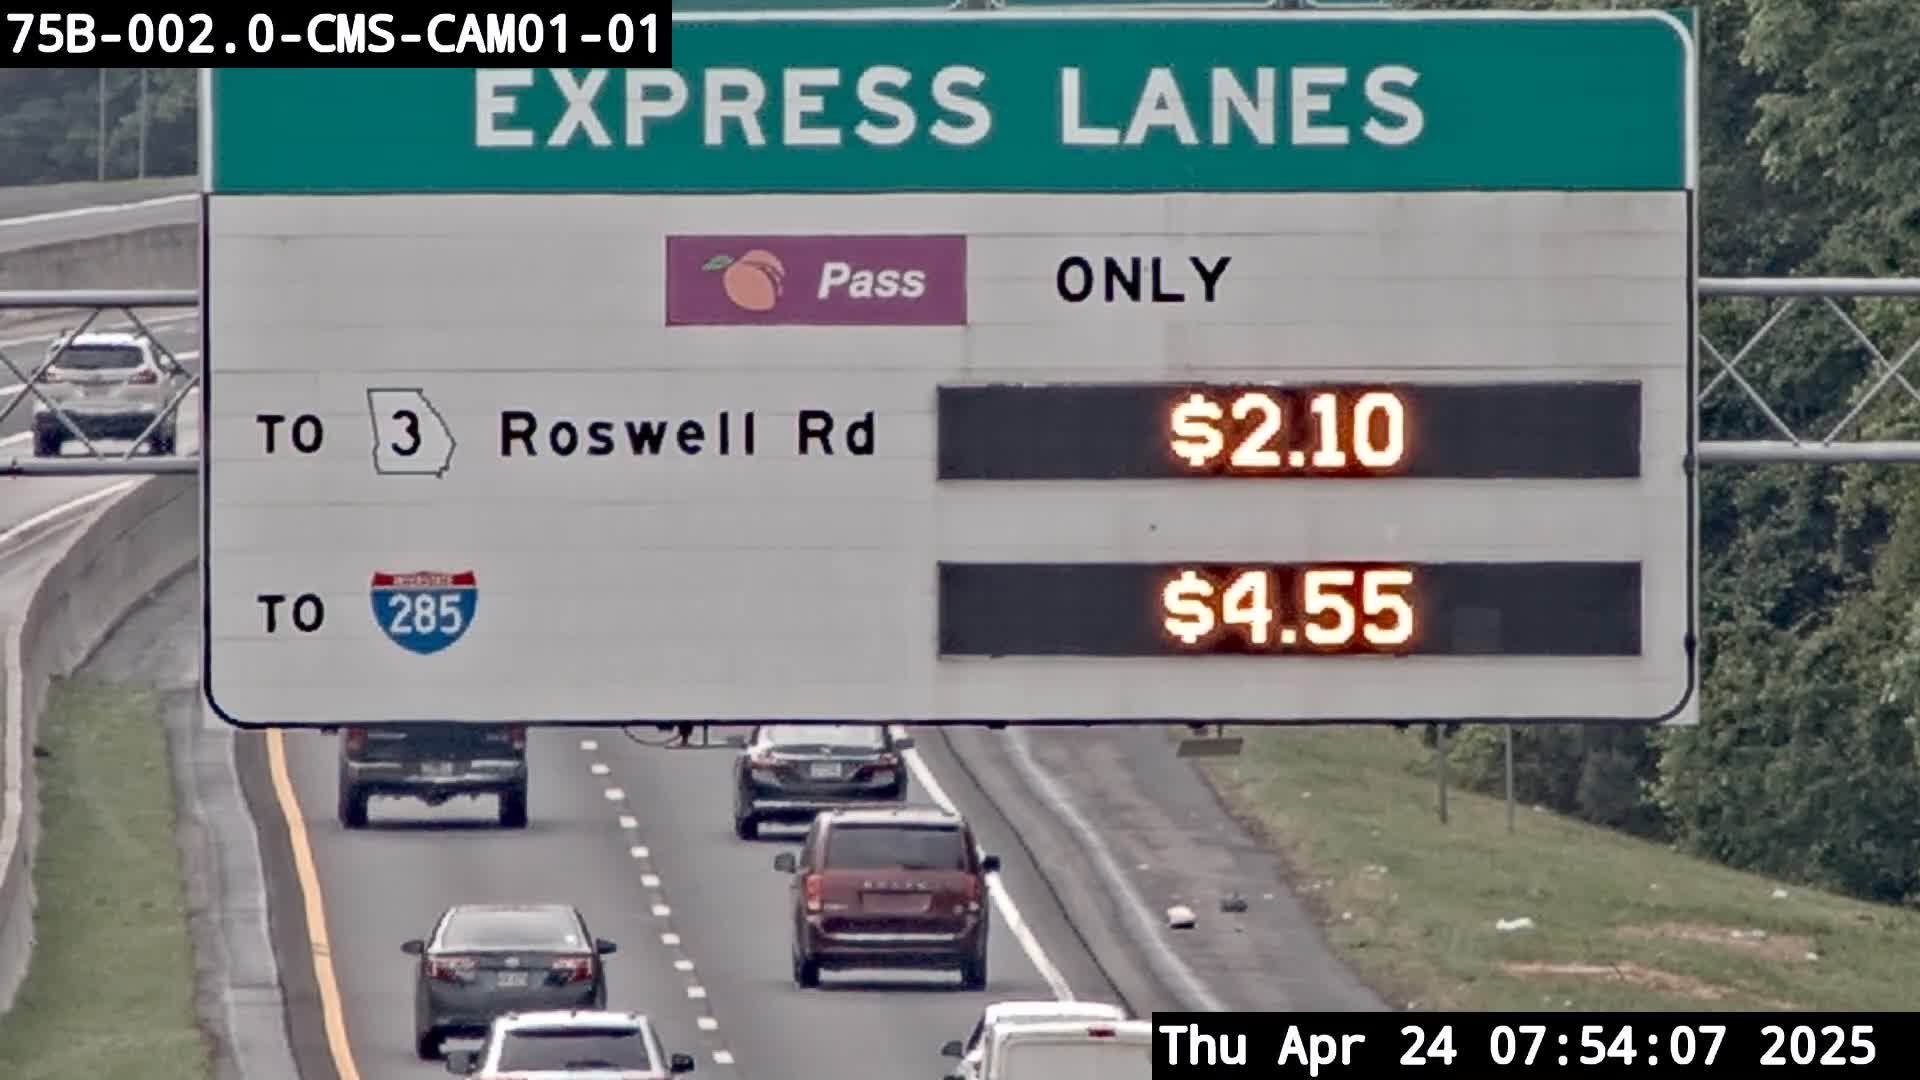 75B-002.0-CMS-CAM01-01
EXPRESS LANES
Pass ONLY
TO 3 Roswell Rd $2.10
TO INTERSTATE 285 $4.55
Thu Apr 24 07:54:07 2025